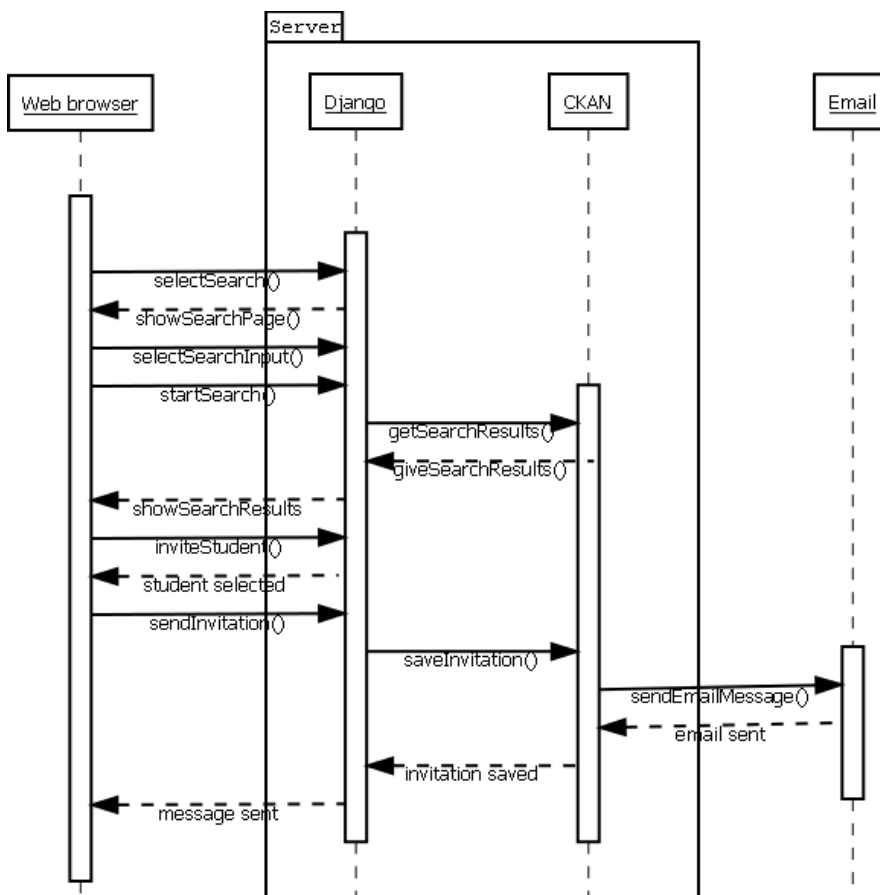 Server
Web browser
Django
CKAN
Email
selectSearch()
showSearchPage()
selectSearchInput()
startSearch()
getSearchResults()
giveSearchResults()
showSearchResults
inviteStudent()
student selected
sendInvitation()
saveInvitation()
sendEmailMessage()
email sent
invitation saved
message sent